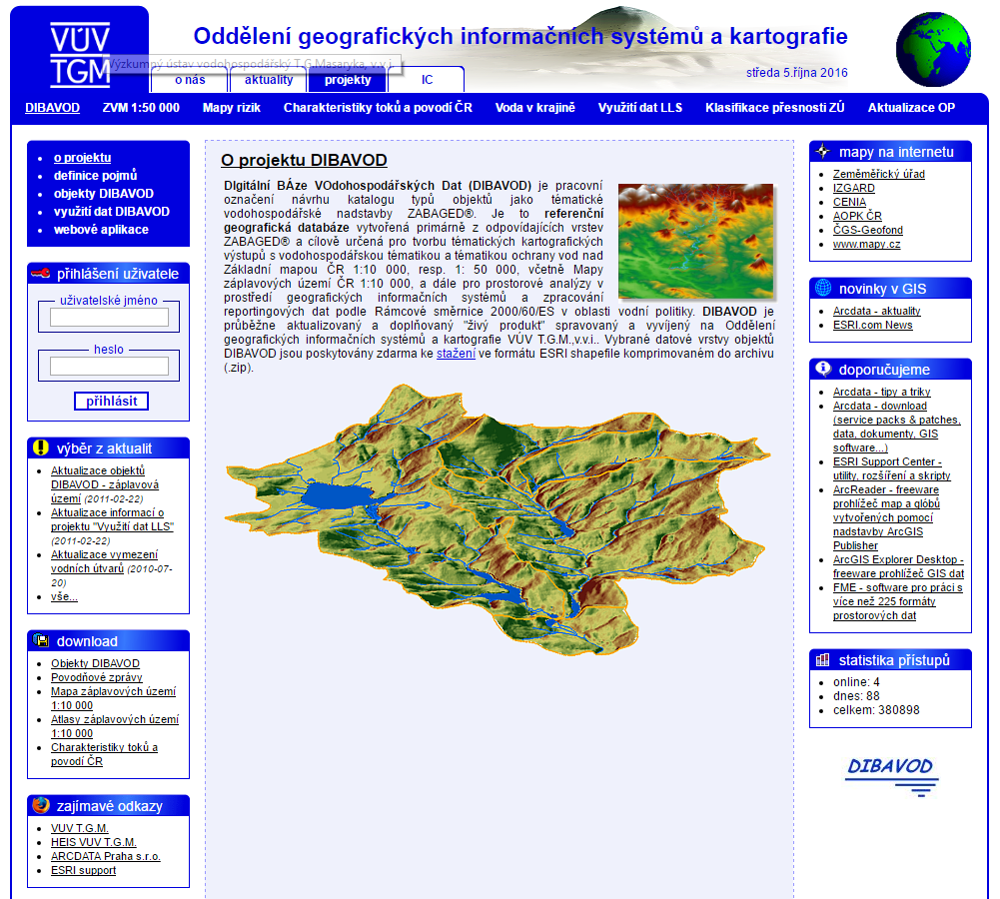 VÚV
TGM
Oddělení geografických informačních systémů a kartografie
Výzkumný ústav vodohospodářský T.G.Masaryka, v.v.i.
středa 5.října 2016
o nás
aktuality
projekty
IC
DIBAVOD
ZVM 1:50 000
Mapy rizik
Charakteristiky toků a povodí ČR
Voda v krajině
Využití dat LLS
Klasifikace přesnosti ZÚ
Aktualizace OP
o projektu
definice pojmů
objekty DIBAVOD
využití dat DIBAVOD
webové aplikace
přihlášení uživatele
uživatelské jméno
heslo
přihlásit
výběr z aktualit
Aktualizace objektů
DIBAVOD - záplavová
území (2011-02-22)
Aktualizace informací o
projektu "Využití dat LLS"
(2011-02-22)
Aktualizace vymezení
vodních útvarů (2010-07-
20)
vše...
download
Objekty DIBAVOD
Povodňové zprávy
Mapa záplavových území
1:10 000
Atlasy záplavových území
1:10 000
Charakteristiky toků a
povodí ČR
zajímavé odkazy
VUV T.G.M.
HEIS VUV T.G.M.
ARCDATA Praha s.r.o.
ESRI support
O projektu DIBAVOD
DIgitální BÁze VOdohospodářských Dat (DIBAVOD) je pracovní
označení návrhu katalogu typů objektů jako tématické
vodohospodářské nadstavby ZABAGED®. Je to referenční
geografická databáze vytvořená primárně z odpovídajících vrstev
ZABAGED® a cílově určená pro tvorbu tématických kartografických
výstupů s vodohospodářskou tématikou a tématikou ochrany vod nad
Základní mapou ČR 1:10 000, resp. 1: 50 000, včetně Mapy
záplavových území ČR 1:10 000, a dále pro prostorové analýzy v
prostředí geografických informačních systémů a zpracování
reportingových dat podle Rámcové směrnice 2000/60/ES v oblasti vodní politiky. DIBAVOD je
průběžne aktualizovaný a doplňovaný "živý produkt" spravovaný a vyvíjený na Oddělení
geografických informačních systémů a kartografie VÚV T.G.M.,v.v.i.. Vybrané datové vrstvy objektů
DIBAVOD jsou poskytovány zdarma ke stažení ve formátu ESRI shapefile komprimovaném do archivu
(.zip).
mapy na internetu
Zeměměřický úřad
IZGARD
CENIA
AOPK ČR
ČGS-Geofond
www.mapy.cz
novinky v GIS
Arcdata - aktuality
ESRI.com News
doporučujeme
Arcdata - tipy a triky
Arcdata - download
(service packs & patches,
data, dokumenty, GIS
software...)
ESRI Support Center -
utility, rozšíření a skripty
ArcReader - freeware
prohlížeč map a glóbů
vytvořených pomocí
nadstavby ArcGIS
Publisher
ArcGIS Explorer Desktop -
freeware prohlížeč GIS dat
FME - software pro práci s
více než 225 formáty
prostorových dat
statistika přístupů
online: 4
dnes: 88
celkem: 380898
DIBAVOD